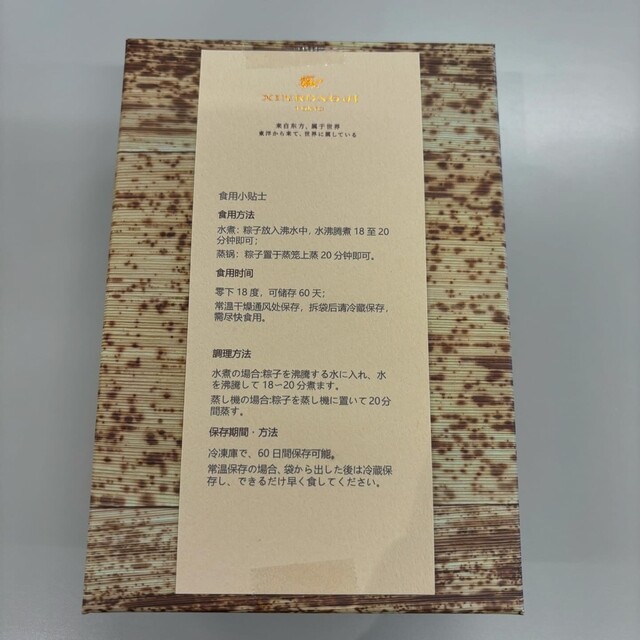 来自东方，属于世界
東洋から来て、世界に属している
食用小贴士
食用方法
水煮：粽子放入沸水中，水沸腾煮 18 至 20
分钟即可；
蒸锅：粽子置于蒸笼上蒸 20 分钟即可。
食用时间
零下 18 度，可储存 60 天；
常温干燥通风处保存，拆袋后请冷藏保存，
需尽快食用。
調理方法
水煮の場合:粽子を沸騰する水に入れ、水
を沸騰して 18−20 分煮ます。
蒸し機の場合:粽子を蒸し機に置いて 20 分
間蒸す。
保存期間・方法
冷凍庫で、60 日間保存可能。
常温保存の場合、袋から出した後は冷蔵保
存し、できるだけ早く食してください。